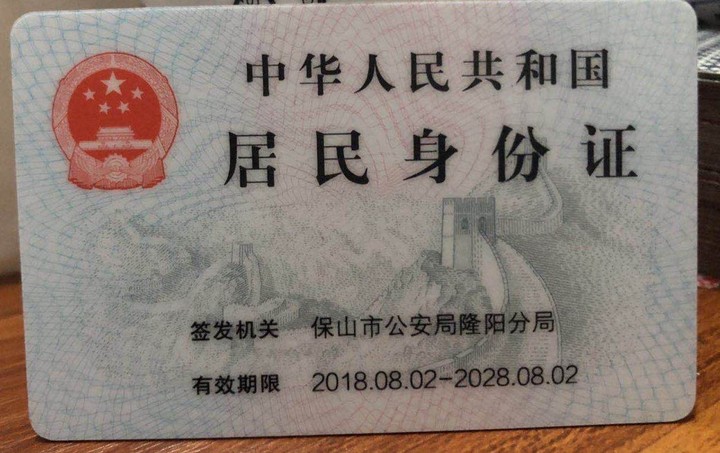 中华人民共和国
居民身份证
签发机关 保山市公安局隆阳分局
有效期限 2018.08.02-2028.08.02